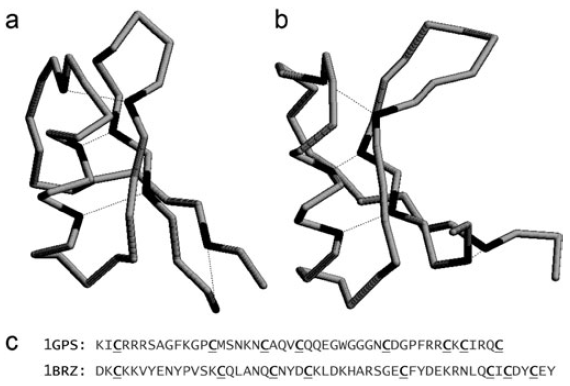 a
b
c
1GPS: KICRRRSAGFKGPCMSNKNCAQVCQQEGWGGGNCDGPFRRCKCIRQC
1BRZ: DKCKKVYENYPVSKCQLANQCNYDCKLDKHARSGECFYDEKRNLQCICDYCEY